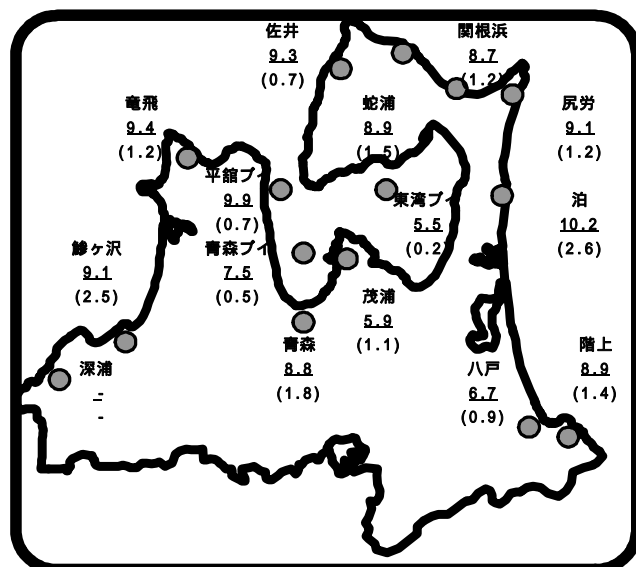 佐井
9.3
(0.7)
関根浜
8.7
(1.2)
竜飛
9.4
(1.2)
蛇浦
8.9
(1.5)
尻労
9.1
(1.2)
平舘ブイ
9.9
(0.7)
東湾ブイ
5.5
(0.2)
泊
10.2
(2.6)
鰺ヶ沢
9.1
(2.5)
青森ブイ
7.5
(0.5)
茂浦
5.9
(1.1)
深浦
-
-
青森
8.8
(1.8)
八戸
6.7
(0.9)
階上
8.9
(1.4)